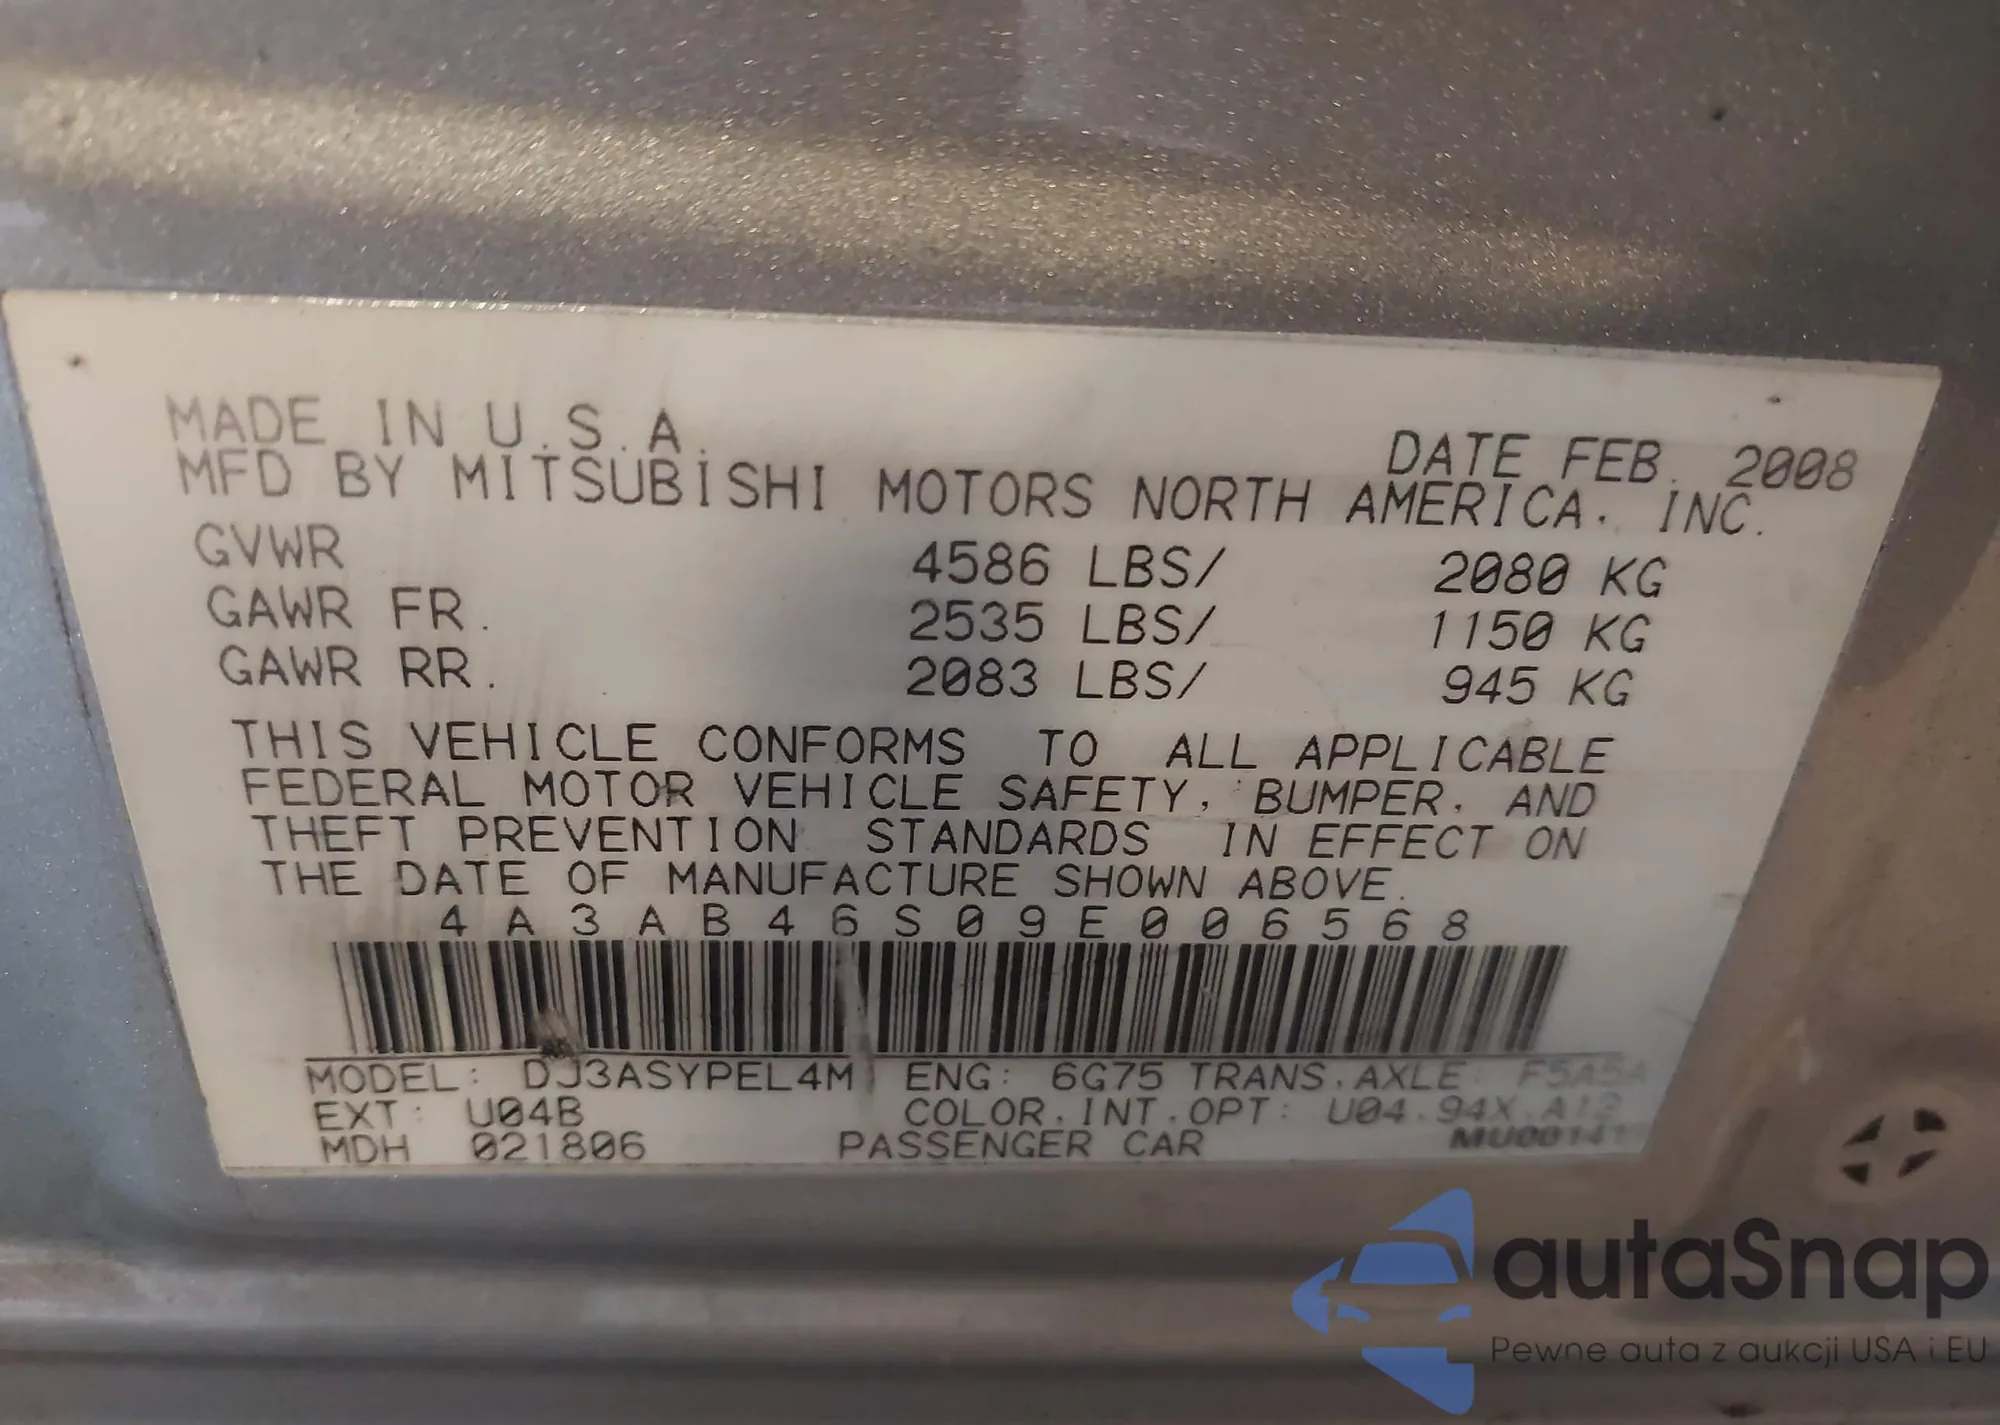 MADE IN U.S.A.
DATE FEB. 2008
MFD BY MITSUBISHI MOTORS NORTH AMERICA, INC.
GVWR 4586 LBS/ 2080 KG
GAWR FR. 2535 LBS/ 1150 KG
GAWR RR. 2083 LBS/ 945 KG
THIS VEHICLE CONFORMS TO ALL APPLICABLE
FEDERAL MOTOR VEHICLE SAFETY, BUMPER, AND
THEFT PREVENTION STANDARDS IN EFFECT ON
THE DATE OF MANUFACTURE SHOWN ABOVE.
4A3AB46S09E006568
MODEL: DJ3ASYPEL4M ENG: 6G75 TRANS.AXLE: F5A5A
EXT: U04B COLOR.INT.OPT: U04.94X.A12
MDH 021806 PASSENGER CAR
autaSnap
Pewne auta z aukcji USA i EU